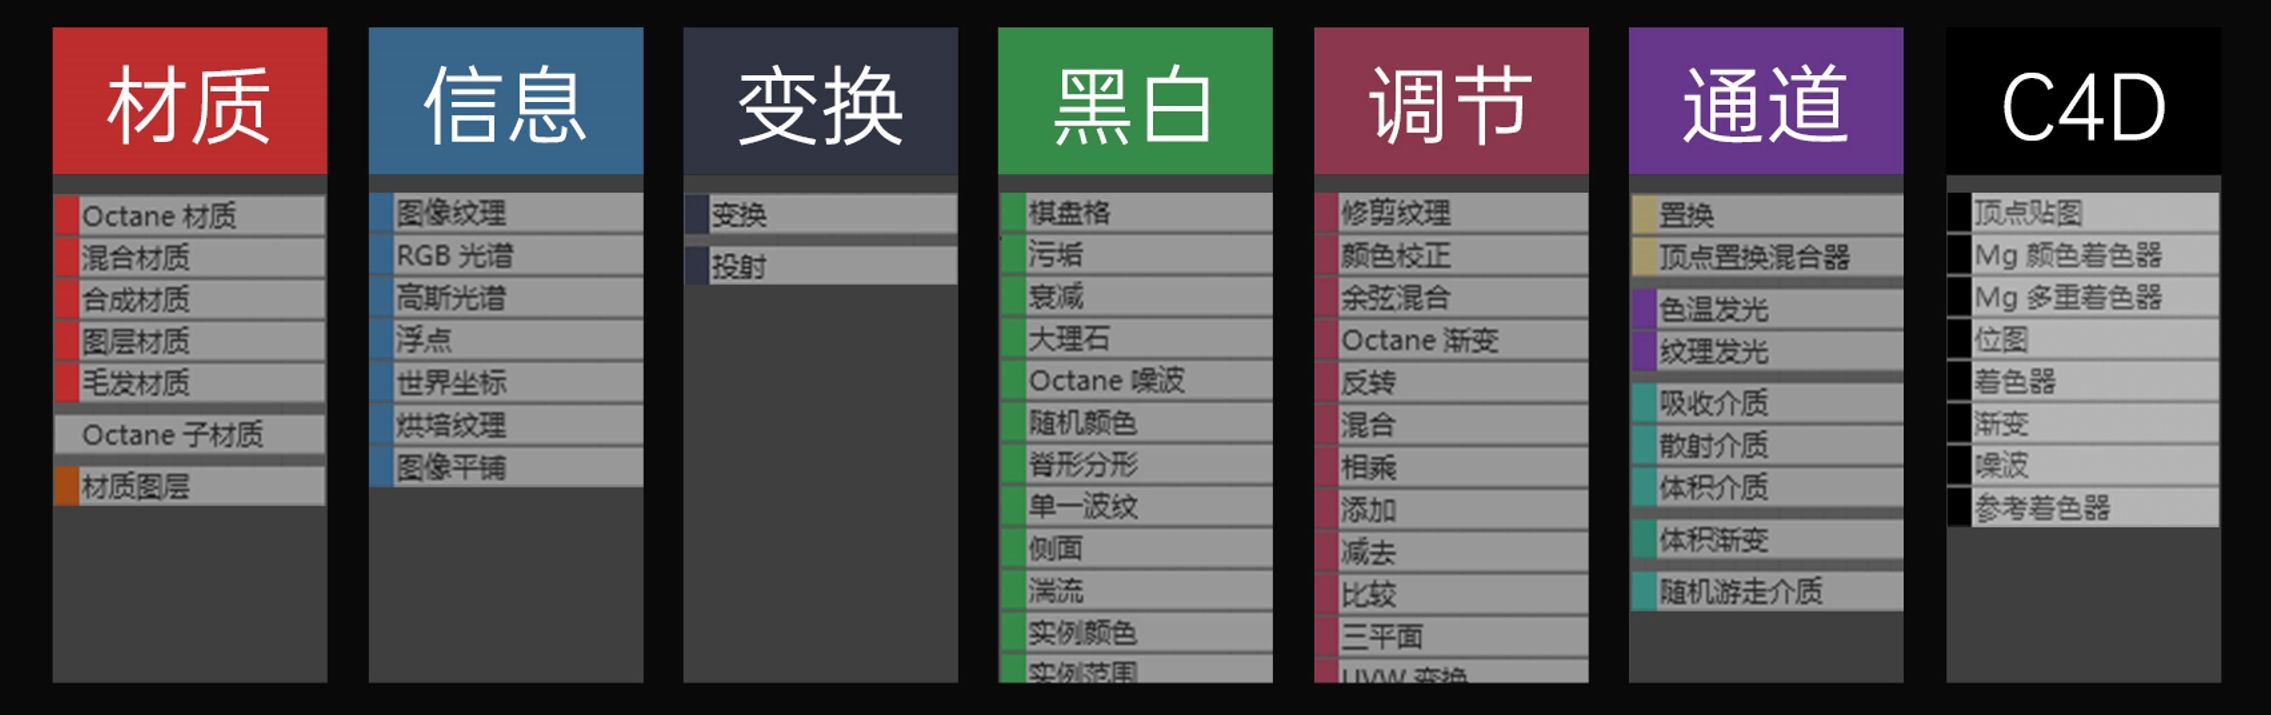 材质
Octane 材质
混合材质
合成材质
图层材质
毛发材质
Octane 子材质
材质图层
信息
图像纹理
RGB 光谱
高斯光谱
浮点
世界坐标
烘培纹理
图像平铺
变换
变换
投射
黑白
棋盘格
污垢
衰减
大理石
Octane 噪波
随机颜色
脊形分形
单一波纹
侧面
湍流
实例颜色
实例范围
调节
修剪纹理
颜色校正
余弦混合
Octane 渐变
反转
混合
相乘
添加
减去
比较
三平面
UVW 变换
通道
置换
顶点置换混合器
色温发光
纹理发光
吸收介质
散射介质
体积介质
体积渐变
随机游走介质
C4D
顶点贴图
Mg 颜色着色器
Mg 多重着色器
位图
着色器
渐变
噪波
参考着色器